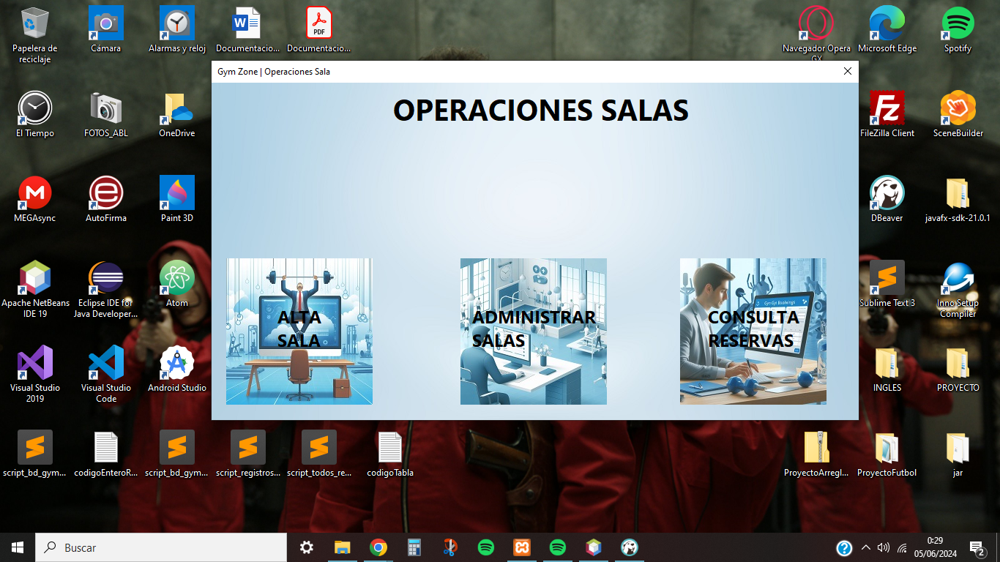 Papelera de
reciclaje
Cámara
Alarmas y reloj
Documentacio...
PDF
Documentacio...
Navegador Opera
GX
Microsoft Edge
Spotify
Gym Zone | Operaciones Sala
OPERACIONES SALAS
El Tiempo
FOTOS_ABL
OneDrive
FileZilla Client
SceneBuilder
MEGAsync
AutoFirma
Paint 3D
DBeaver
javafx-sdk-21.0.1
Apache NetBeans
IDE 19
Eclipse IDE for
Java Developer...
Atom
Gym Gyi Bookings
ALTA
SALA
ADMINISTRAR
SALAS
CONSULTA
RESERVAS
Sublime Text 3
Inno Setup
Compiler
Visual Studio
2019
Visual Studio
Code
Android Studio
INGLES
PROYECTO
script_bd_gym...
codigoEnteroR...
script_bd_gym...
script_registros...
script_todos_re...
codigoTabla
ProyectoArregl...
ProyectoFutbol
jar
Buscar
0:29
05/06/2024
2